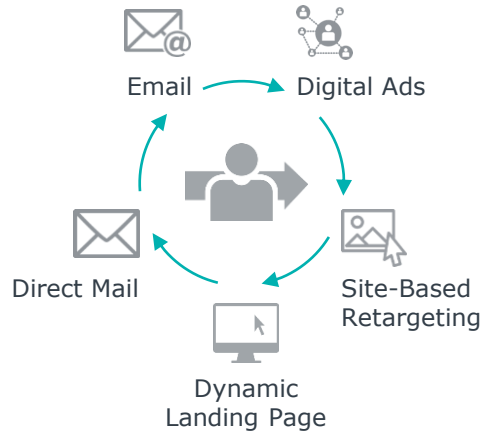 Email
Digital Ads
Direct Mail
Site-Based
Retargeting
Dynamic
Landing Page